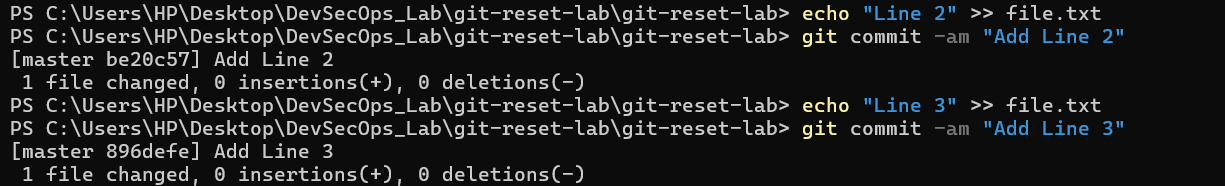 PS C:\Users\HP\Desktop\DevSecOps_Lab\git-reset-lab\git-reset-lab> echo "Line 2" >> file.txt
PS C:\Users\HP\Desktop\DevSecOps_Lab\git-reset-lab\git-reset-lab> git commit -am "Add Line 2"
[master be20c57] Add Line 2
 1 file changed, 0 insertions(+), 0 deletions(-)
PS C:\Users\HP\Desktop\DevSecOps_Lab\git-reset-lab\git-reset-lab> echo "Line 3" >> file.txt
PS C:\Users\HP\Desktop\DevSecOps_Lab\git-reset-lab\git-reset-lab> git commit -am "Add Line 3"
[master 896defe] Add Line 3
 1 file changed, 0 insertions(+), 0 deletions(-)